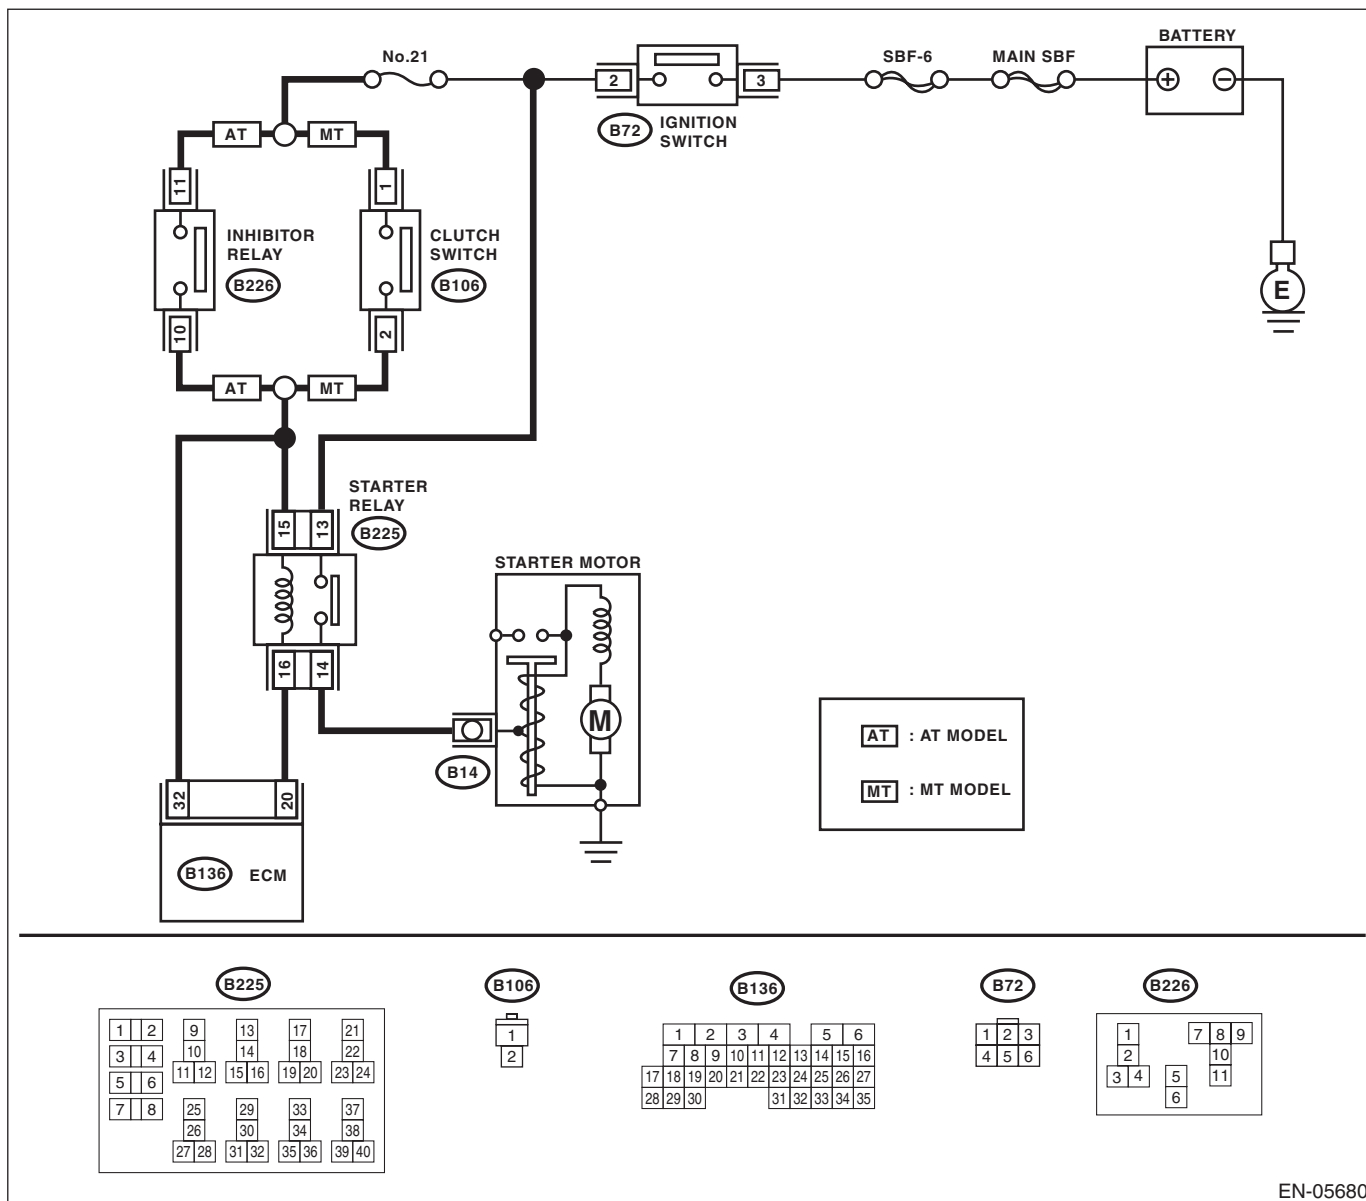 BATTERY
No.21
SBF-6
MAIN SBF
2
3
+
−
B72
IGNITION
SWITCH
AT
MT
11
1
INHIBITOR
RELAY
B226
CLUTCH
SWITCH
B106
E
10
2
AT
MT
STARTER
RELAY
B225
15
13
STARTER MOTOR
16
14
M
B14
AT : AT MODEL
MT : MT MODEL
32
20
B136 ECM
B225
1 2 9 13 17 21
3 4 10 14 18 22
5 6 11 12 15 16 19 20 23 24
7 8 25 29 33 37
26 30 34 38
27 28 31 32 35 36 39 40
B106
1
2
B136
1 2 3 4 5 6
7 8 9 10 11 12 13 14 15 16
17 18 19 20 21 22 23 24 25 26 27
28 29 30 31 32 33 34 35
B72
1 2 3
4 5 6
B226
1 7 8 9
2 10
3 4 5 11
6
EN-05680